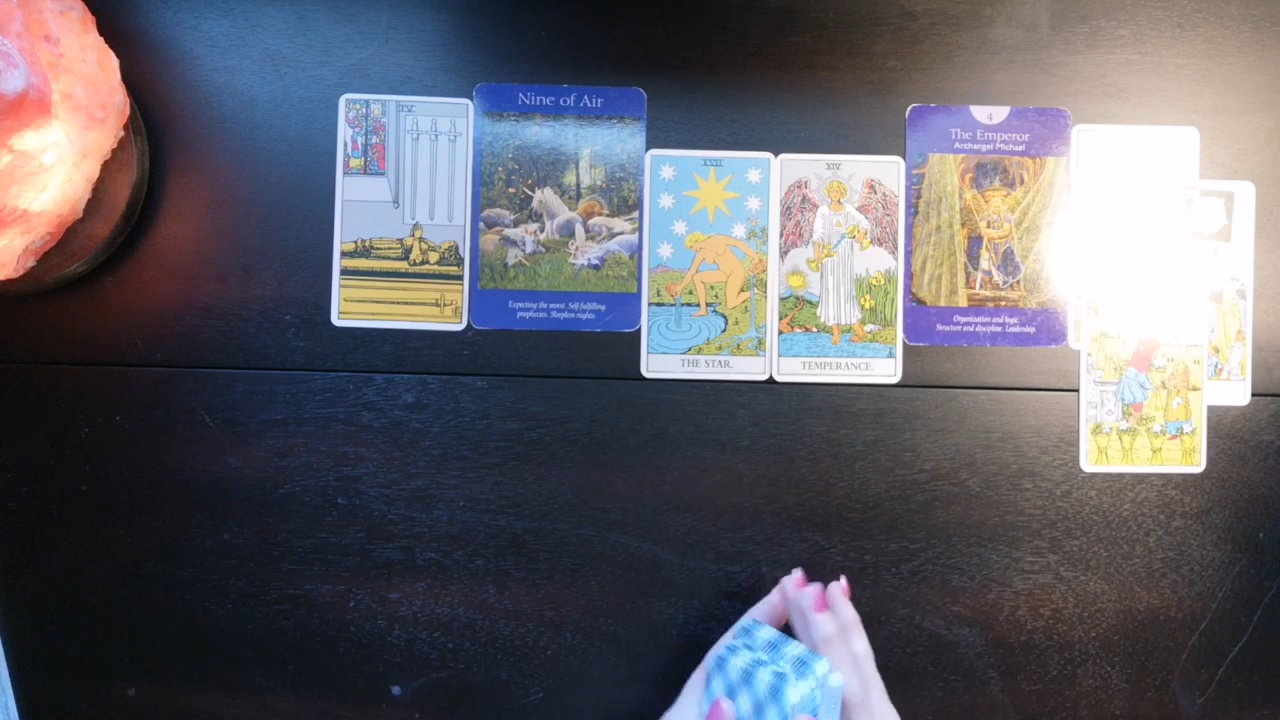 IV
Nine of Air
Expecting the worst. Self-fulfilling
prophecies. Sleepless nights.
XVII
THE STAR.
XIV
TEMPERANCE.
4
The Emperor
Archangel Michael
Organization and logic.
Structure and discipline. Leadership.